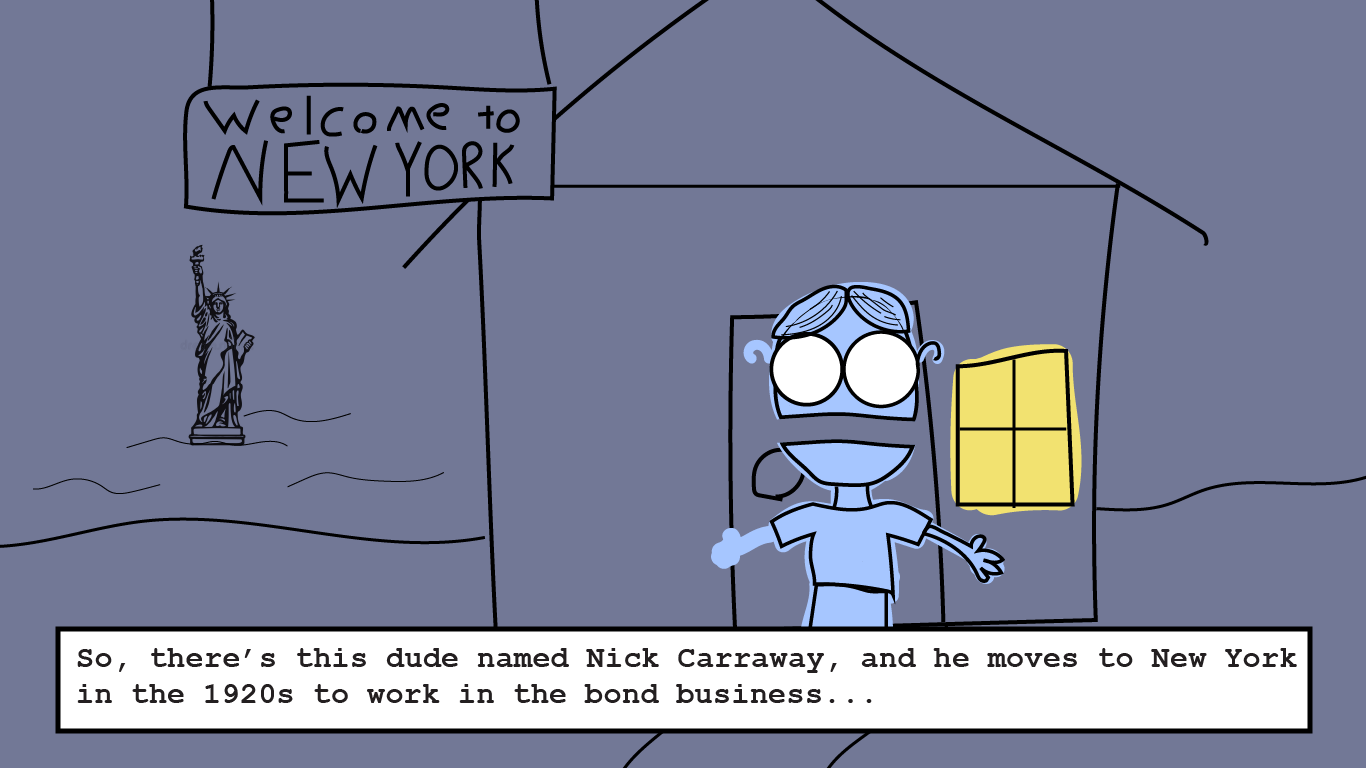 Welcome to
NEW YORK
So, there’s this dude named Nick Carraway, and he moves to New York
in the 1920s to work in the bond business...